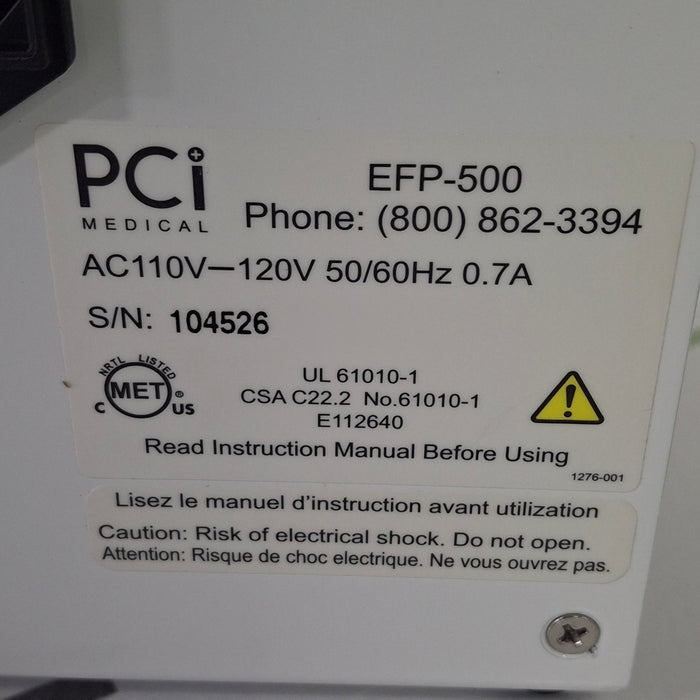 PCi
MEDICAL
EFP-500
Phone: (800) 862-3394
AC110V—120V 50/60Hz 0.7A
S/N: 104526
NRTL LISTED
MET ®
C US
UL 61010-1
CSA C22.2 No.61010-1
E112640
!
Read Instruction Manual Before Using
1276-001
Lisez le manuel d'instruction avant utilization
Caution: Risk of electrical shock. Do not open.
Attention: Risque de choc electrique. Ne vous ouvrez pas.